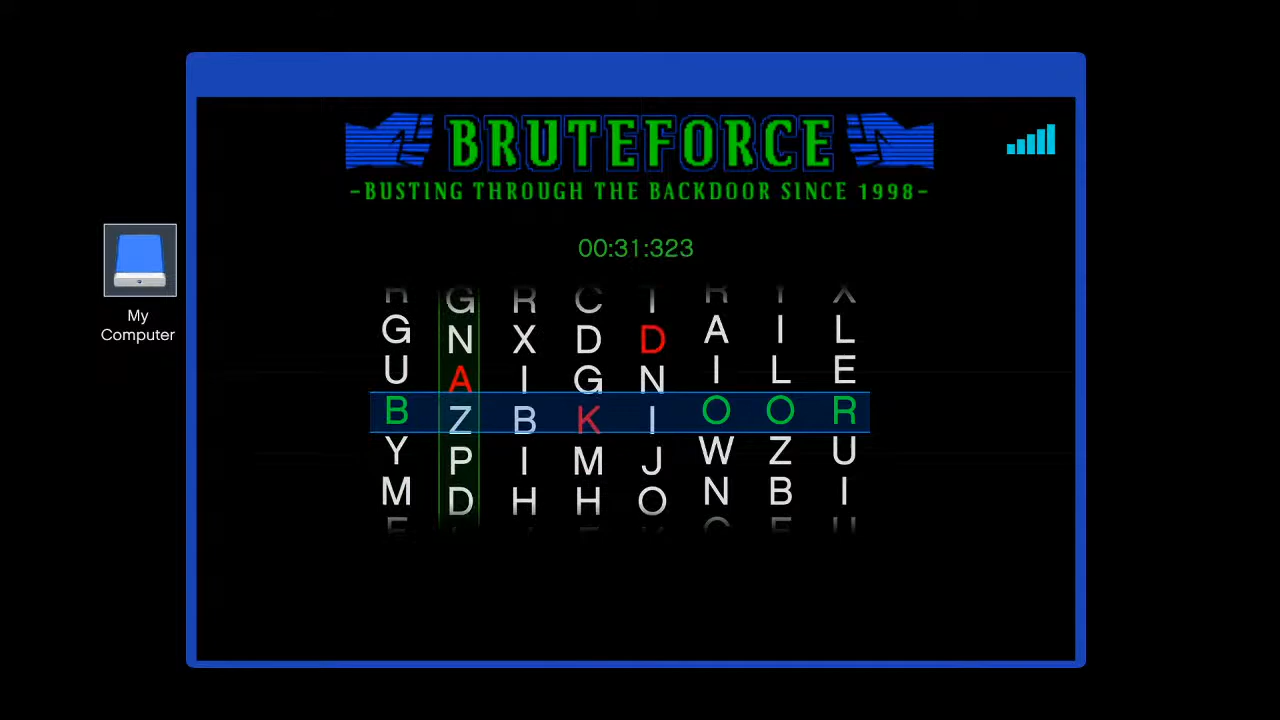 BRUTEFORCE
-BUSTING THROUGH THE BACKDOOR SINCE 1998-
00:31:323
My
Computer
R G R C T R Y X
G N X D D A I L
U A I G N I L E
B Z B K I O O R
Y P I M J W Z U
M D H H O N B I